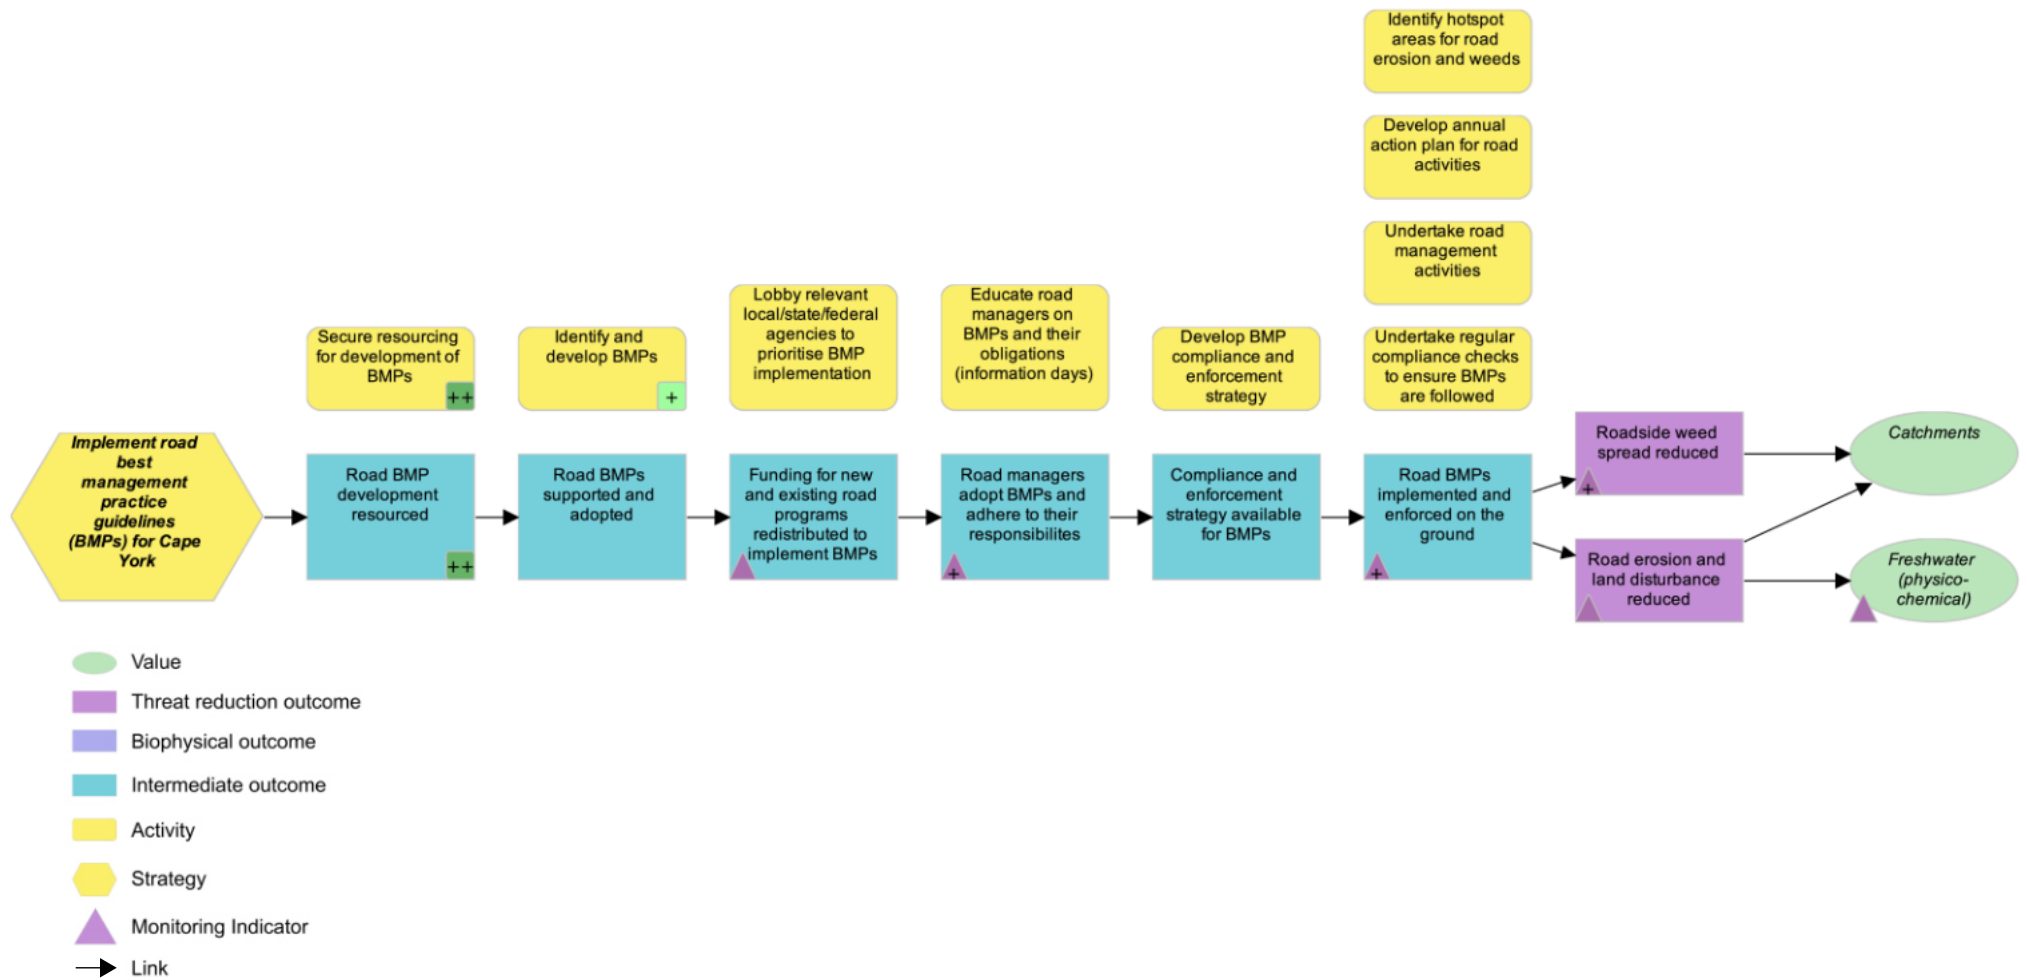 Identify hotspot
areas for road
erosion and weeds
Develop annual
action plan for road
activities
Undertake road
management
activities
Secure resourcing
for development of
BMPs
++
Identify and
develop BMPs
+
Lobby relevant
local/state/federal
agencies to
prioritise BMP
implementation
Educate road
managers on
BMPs and their
obligations
(information days)
Develop BMP
compliance and
enforcement
strategy
Undertake regular
compliance checks
to ensure BMPs
are followed
Implement road
best
management
practice
guidelines
(BMPs) for Cape
York
Road BMP
development
resourced
++
Road BMPs
supported and
adopted
Funding for new
and existing road
programs
redistributed to
implement BMPs
Road managers
adopt BMPs and
adhere to their
responsibilites
+
Compliance and
enforcement
strategy available
for BMPs
Road BMPs
implemented and
enforced on the
ground
+
Roadside weed
spread reduced
+
Road erosion and
land disturbance
reduced
Catchments
Freshwater
(physico-
chemical)
Value
Threat reduction outcome
Biophysical outcome
Intermediate outcome
Activity
Strategy
Monitoring Indicator
Link